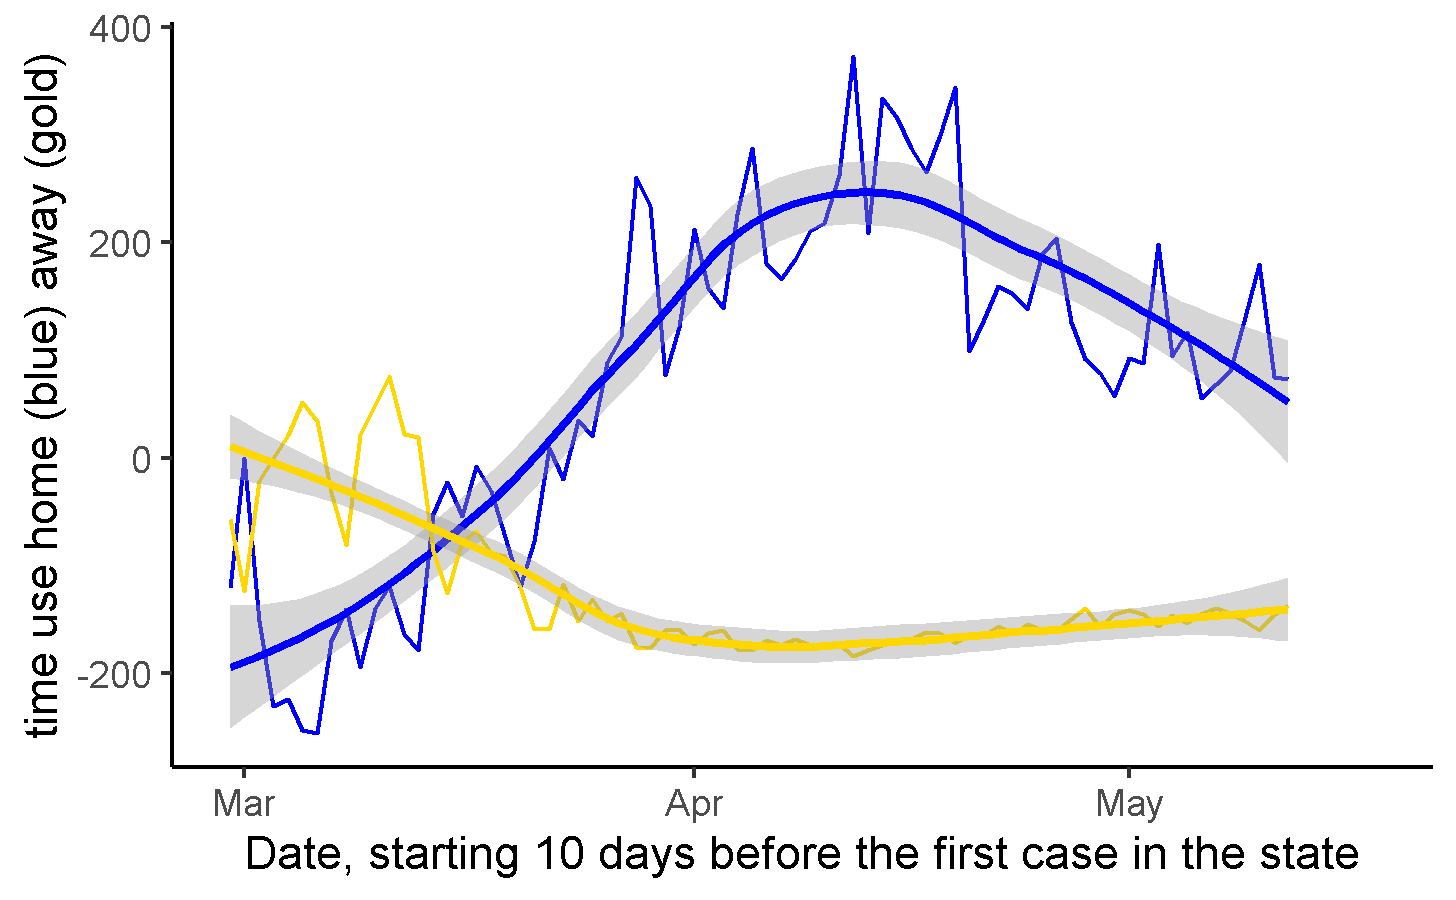 time use home (blue) away (gold)
400
200
0
-200
Mar
Apr
May
Date, starting 10 days before the first case in the state